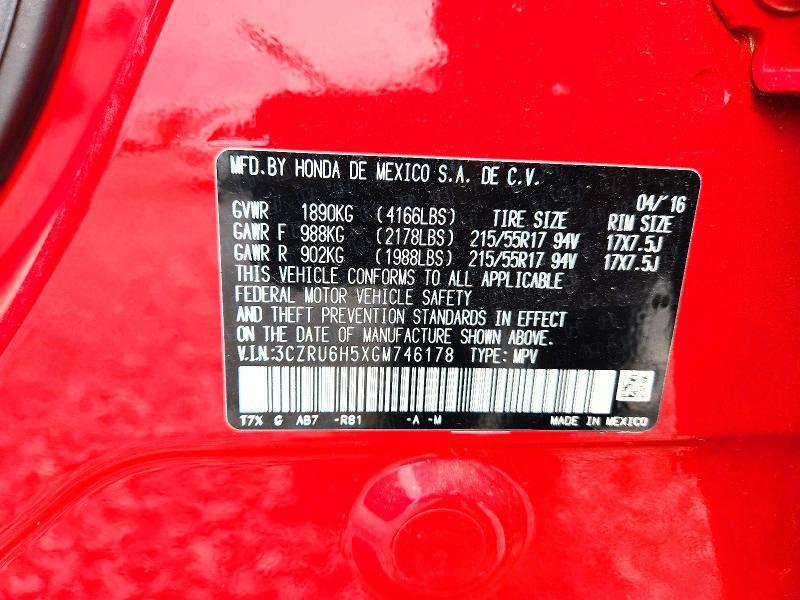 MFD.BY HONDA DE MEXICO S.A. DE C.V.
04/'16
GVWR 1890KG (4166LBS) TIRE SIZE RIM SIZE
GAWR F 988KG (2178LBS) 215/55R17 94V 17X7.5J
GAWR R 902KG (1988LBS) 215/55R17 94V 17X7.5J
THIS VEHICLE CONFORMS TO ALL APPLICABLE
FEDERAL MOTOR VEHICLE SAFETY
AND THEFT PREVENTION STANDARDS IN EFFECT
ON THE DATE OF MANUFACTURE SHOWN ABOVE.
V.I.N.:3CZRU6H5XGM746178 TYPE: MPV
T7% G AB7 -R81 -A -M MADE IN MEXICO